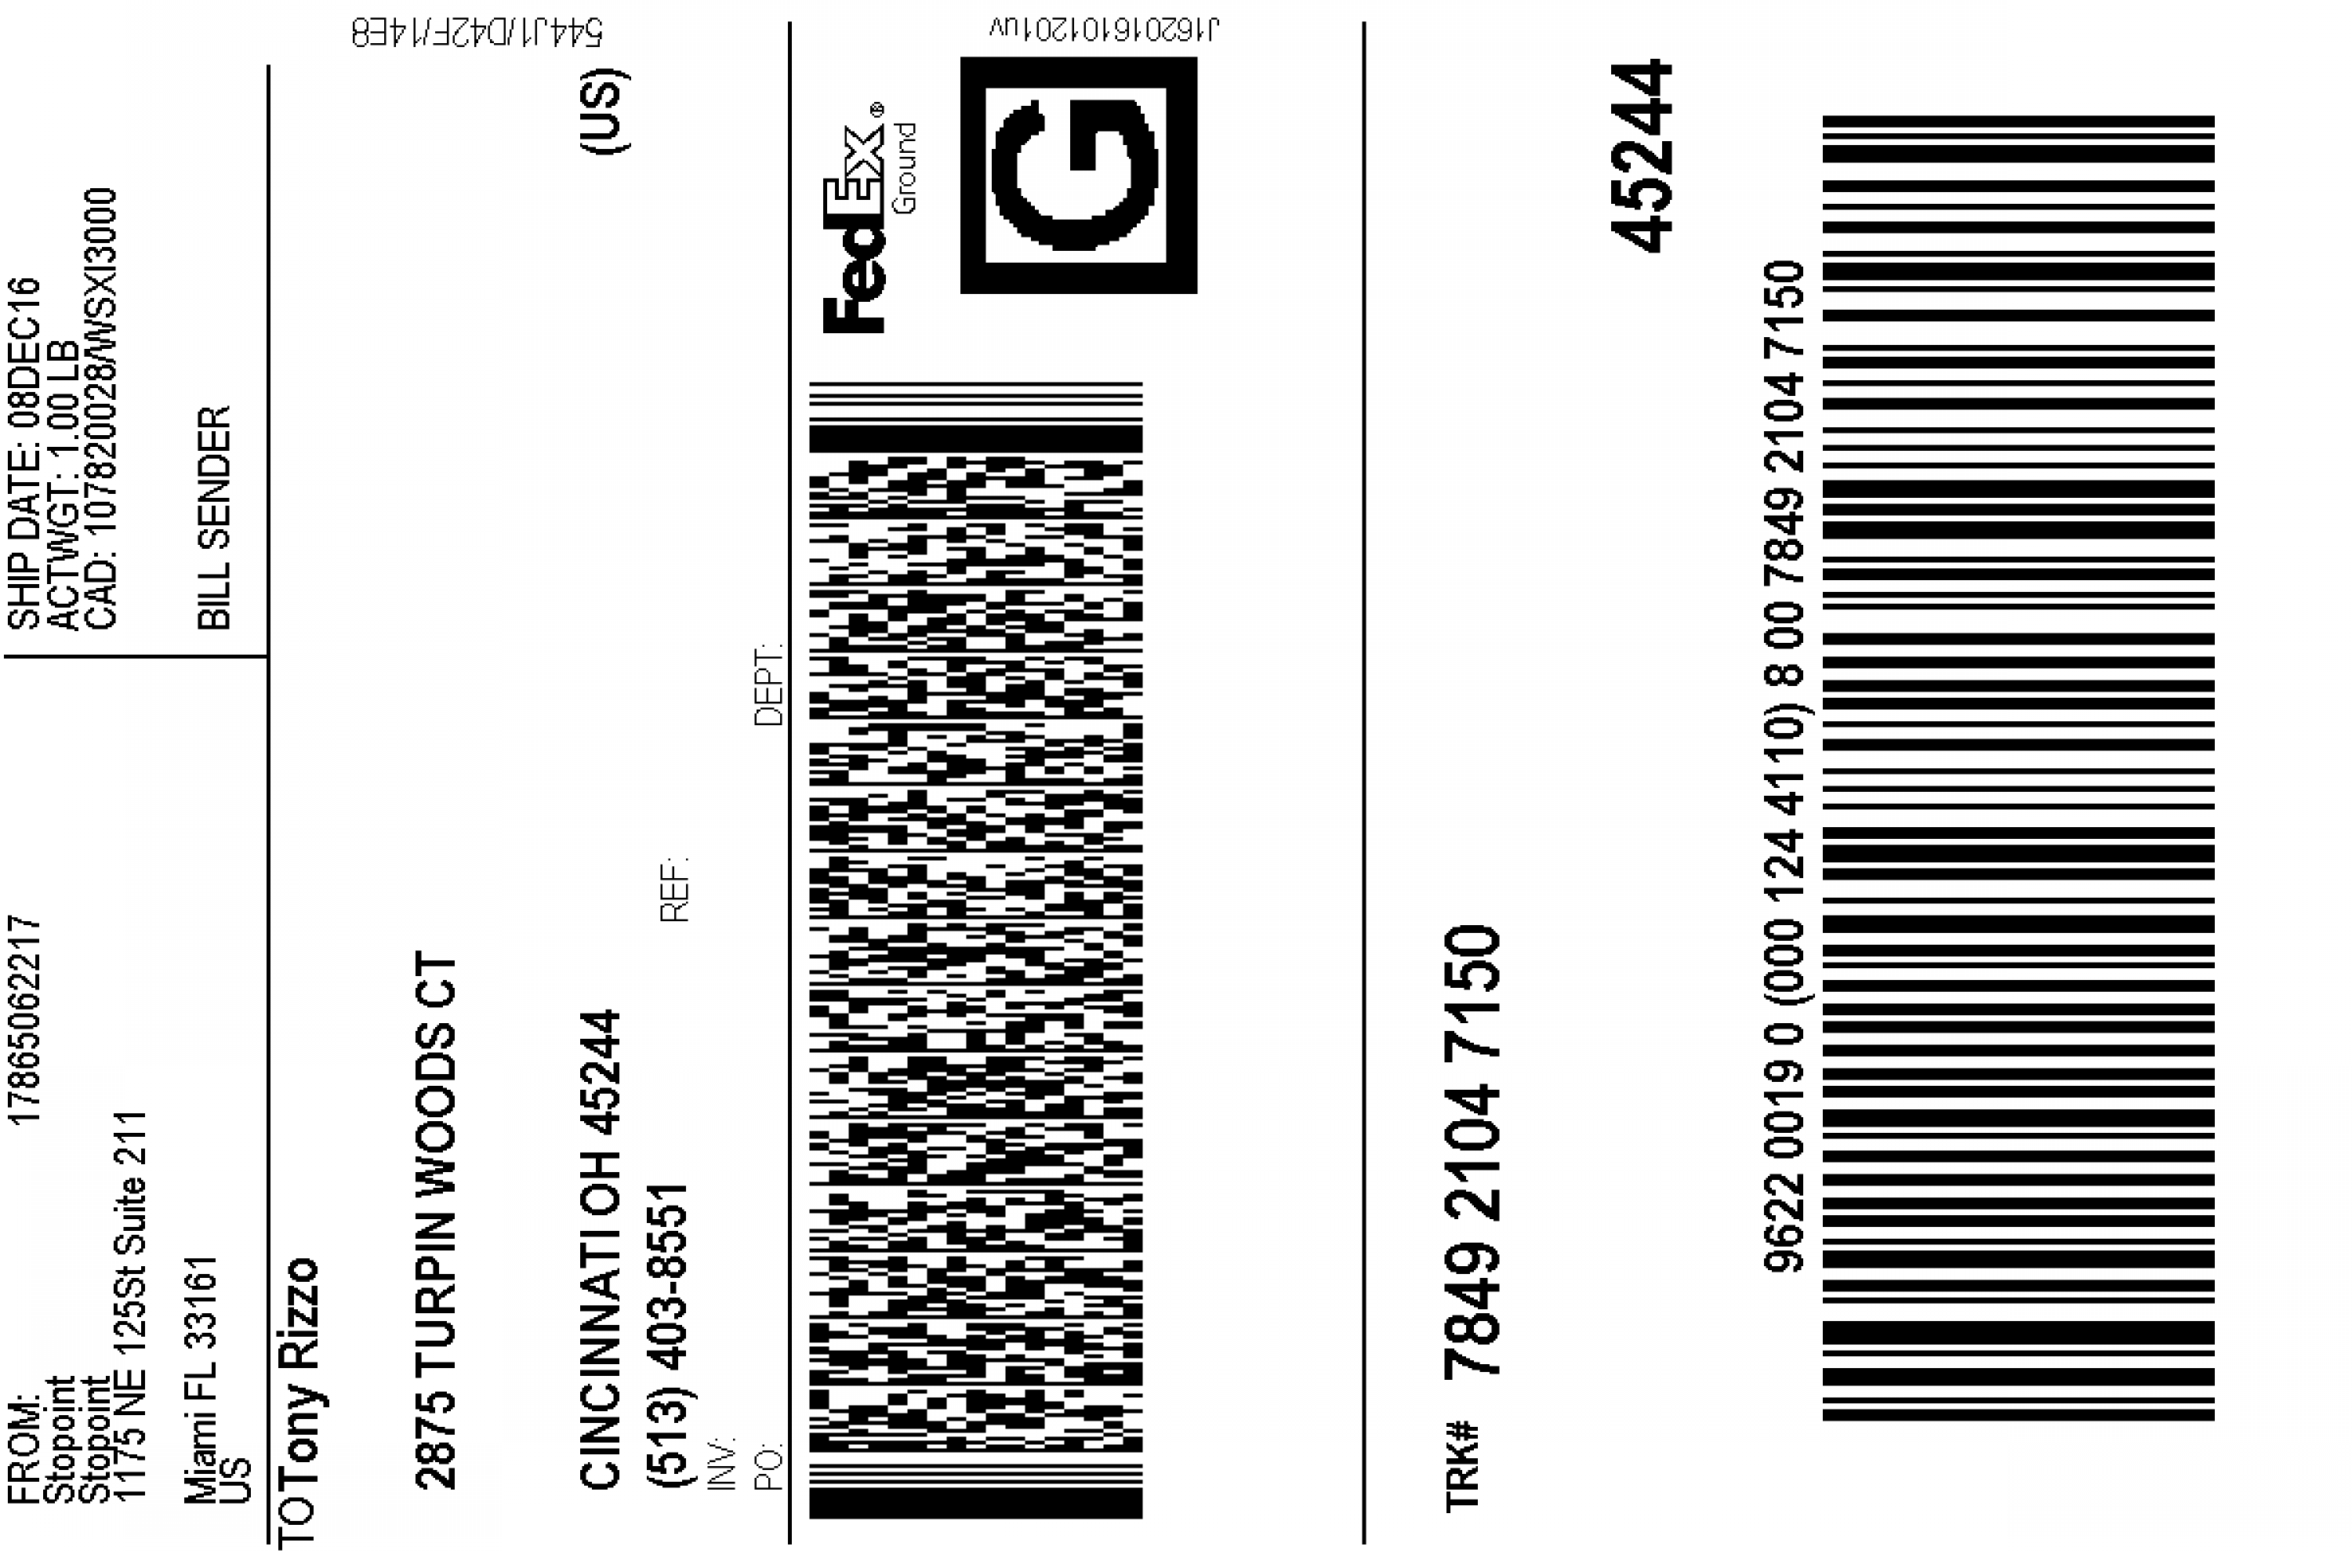 FROM: 17865062217
Stopoint
Stopoint
1175 NE 125St Suite 211
Miami FL 33161
US
SHIP DATE: 08DEC16
ACTWGT: 1.00 LB
CAD: 107820028/WSXI3000
BILL SENDER
TO Tony Rizzo
2875 TURPIN WOODS CT
CINCINNATI OH 45244 (US)
(513) 403-8551 REF:
INV:
PO: DEPT:
544J1/D42F/14E8
FedEx®
Ground
G
J16201610120 1uv
TRK# 7849 2104 7150
45244
9622 0019 0 (000 124 4110) 8 00 7849 2104 7150